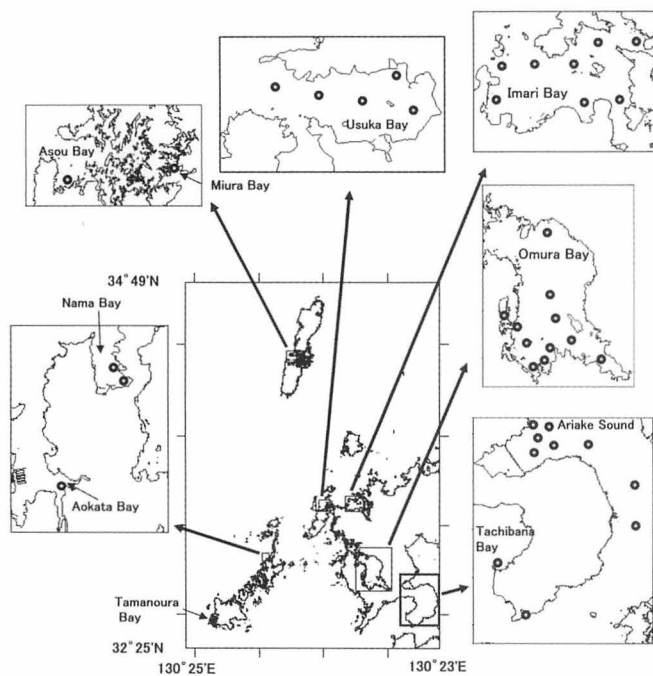 Usuka Bay
Imari Bay
Asou Bay
Miura Bay
Omura Bay
34°49'N
Nama Bay
Aokata Bay
Ariake Sound
Tachibana
Bay
Tamanoura
Bay
32°25'N
130°25'E
130°23'E